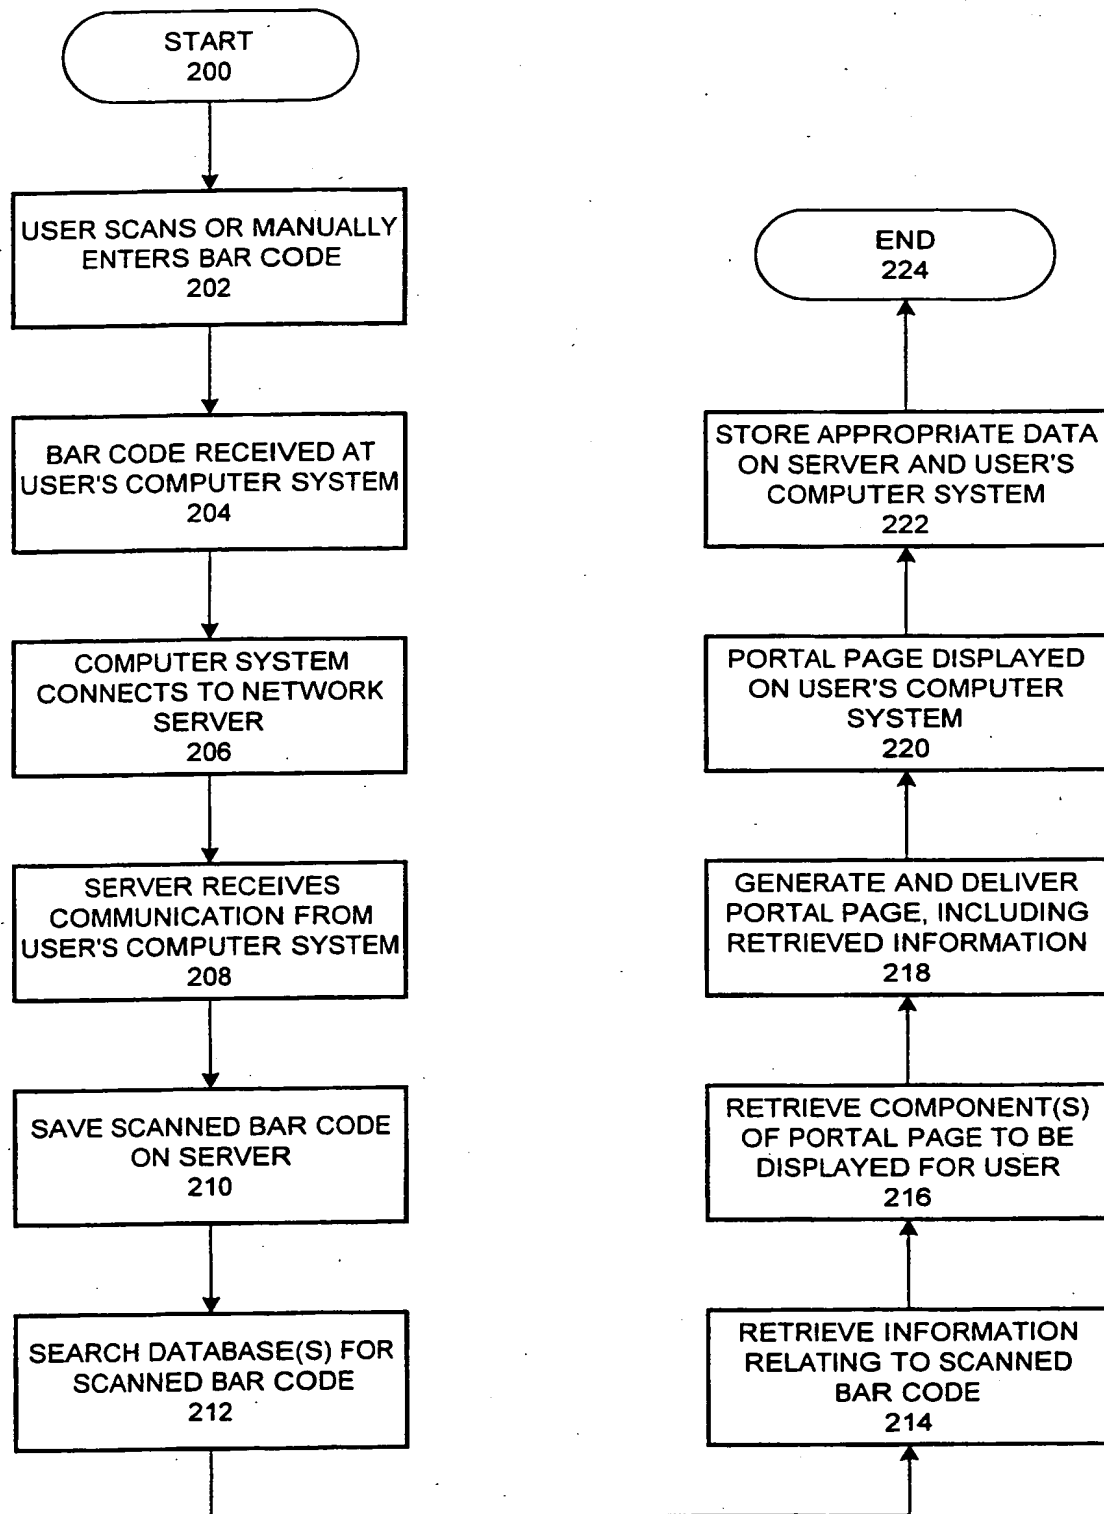 START
200
USER SCANS OR MANUALLY
ENTERS BAR CODE
202
BAR CODE RECEIVED AT
USER'S COMPUTER SYSTEM
204
COMPUTER SYSTEM
CONNECTS TO NETWORK
SERVER
206
SERVER RECEIVES
COMMUNICATION FROM
USER'S COMPUTER SYSTEM
208
SAVE SCANNED BAR CODE
ON SERVER
210
SEARCH DATABASE(S) FOR
SCANNED BAR CODE
212
RETRIEVE INFORMATION
RELATING TO SCANNED
BAR CODE
214
RETRIEVE COMPONENT(S)
OF PORTAL PAGE TO BE
DISPLAYED FOR USER
216
GENERATE AND DELIVER
PORTAL PAGE, INCLUDING
RETRIEVED INFORMATION
218
PORTAL PAGE DISPLAYED
ON USER'S COMPUTER
SYSTEM
220
STORE APPROPRIATE DATA
ON SERVER AND USER'S
COMPUTER SYSTEM
222
END
224